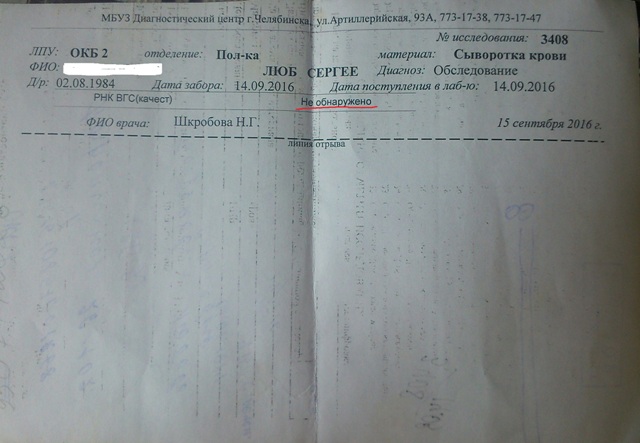 МБУЗ Диагностический центр г.Челябинска, ул.Артиллерийская, 93А, 773-17-38, 773-17-47
№ исследования: 3408
ЛПУ: ОКБ 2 отделение: Пол-ка материал: Сыворотка крови
ФИО: ЛЮБ СЕРГЕЕ Диагноз: Обследование
Д/р: 02.08.1984 Дата забора: 14.09.2016 Дата поступления в лаб-ю: 14.09.2016
РНК ВГС(качест) Не обнаружено
ФИО врача: Шкробова Н.Г. 15 сентября 2016 г.
линия отрыва